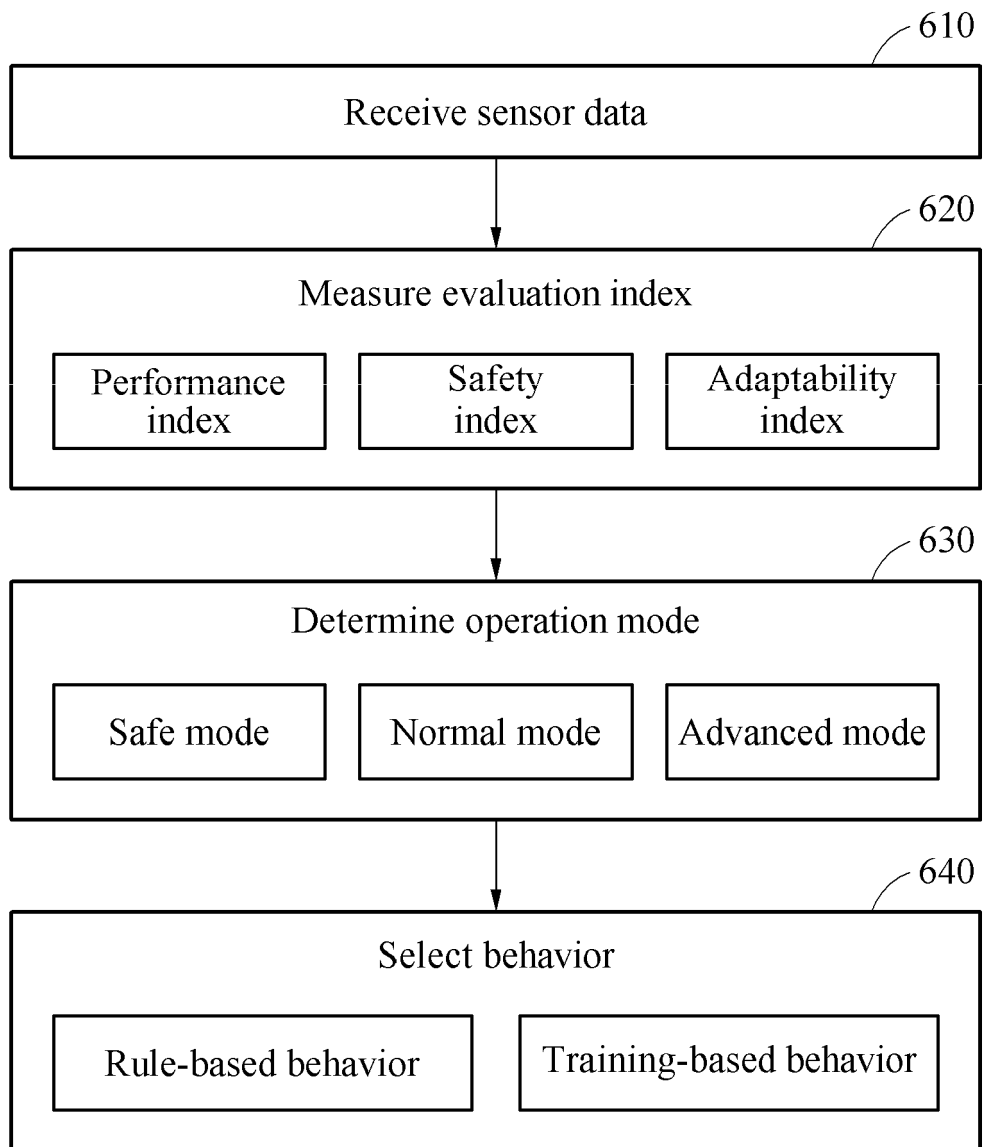 610
Receive sensor data
620
Measure evaluation index
Performance
index
Safety
index
Adaptability
index
630
Determine operation mode
Safe mode
Normal mode
Advanced mode
640
Select behavior
Rule-based behavior
Training-based behavior